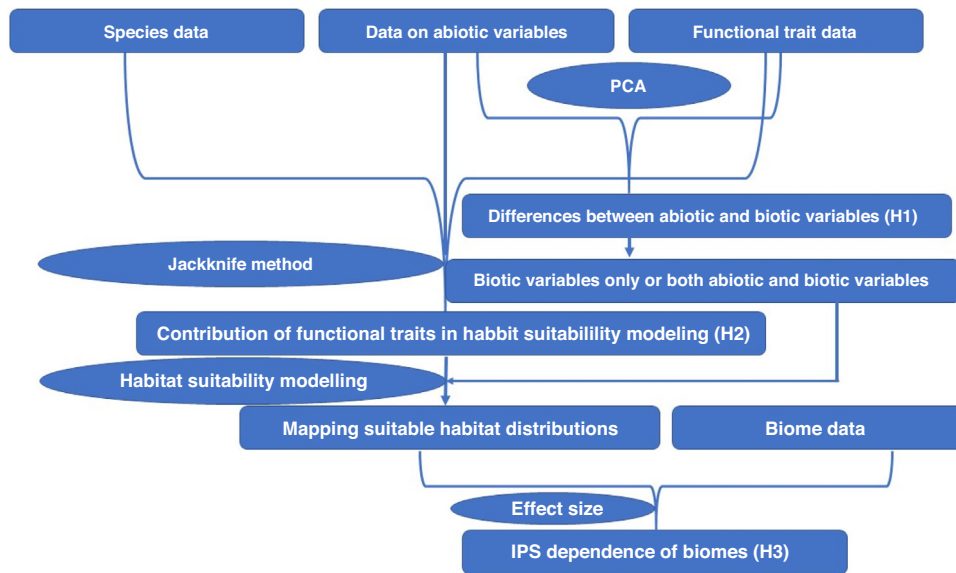 Species data
Data on abiotic variables
Functional trait data
PCA
Differences between abiotic and biotic variables (H1)
Jackknife method
Biotic variables only or both abiotic and biotic variables
Contribution of functional traits in habbit suitabilility modeling (H2)
Habitat suitability modelling
Mapping suitable habitat distributions
Biome data
Effect size
IPS dependence of biomes (H3)